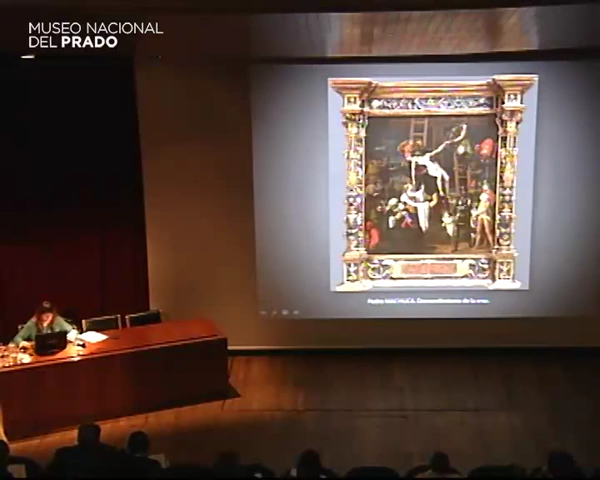 MUSEO NACIONAL
DEL PRADO
Pedro MACHUCA. Descendimiento de la cruz.